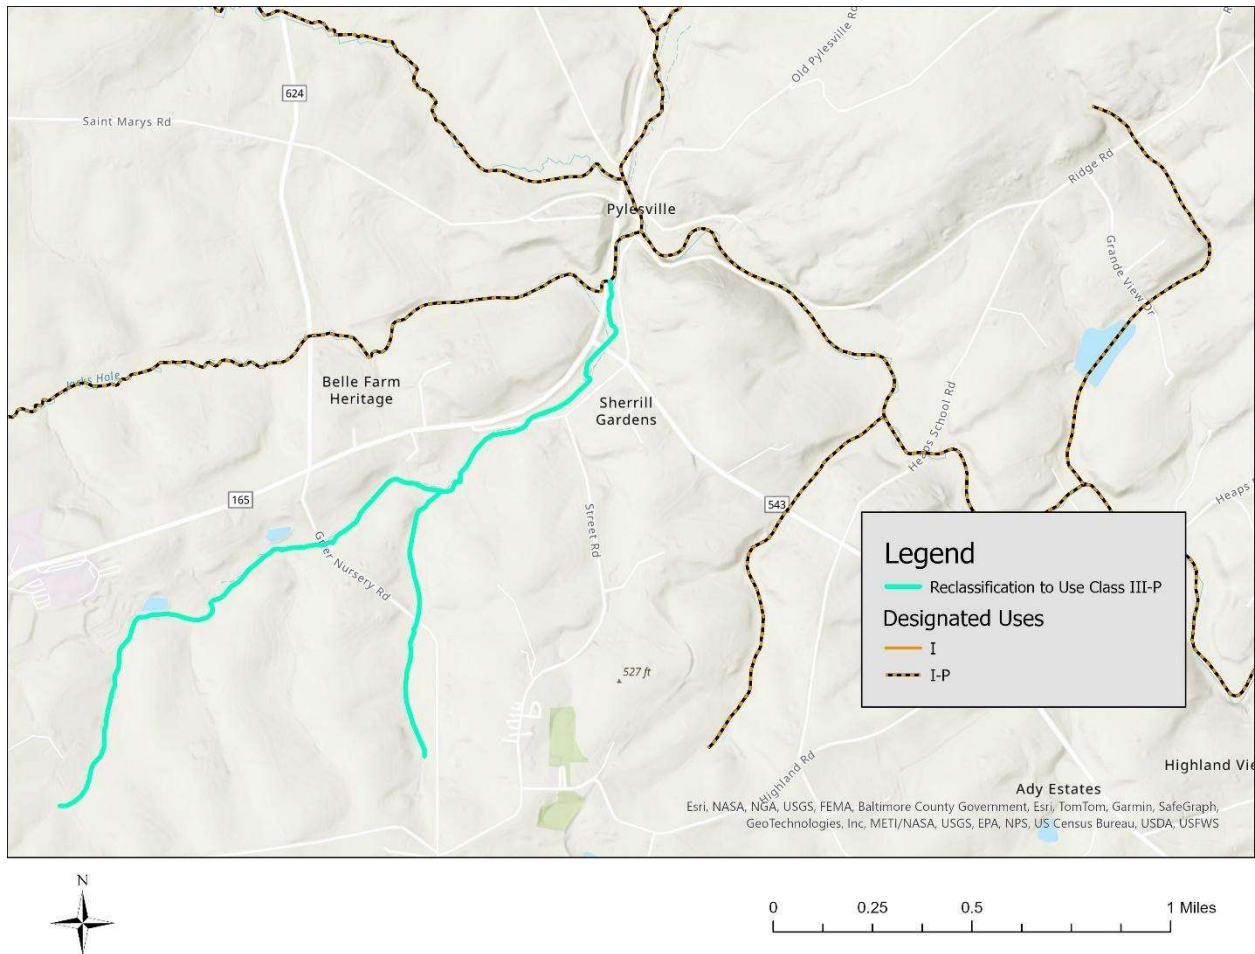 Old Pylesville Rd
624
Saint Marys Rd
Ridge Rd
Pylesville
Grande View Dr
Jacks Hole
Belle Farm
Heritage
Sherrill
Gardens
Heaps School Rd
165
543
Heaps
Street Rd
Greer Nursery Rd
Legend
Reclassification to Use Class III-P
Designated Uses
I
I-P
527 ft
Highland Rd
Highland Vie
Ady Estates
Esri, NASA, NGA, USGS, FEMA, Baltimore County Government, Esri, TomTom, Garmin, SafeGraph,
GeoTechnologies, Inc, METI/NASA, USGS, EPA, NPS, US Census Bureau, USDA, USFWS
N
0 0.25 0.5 1 Miles